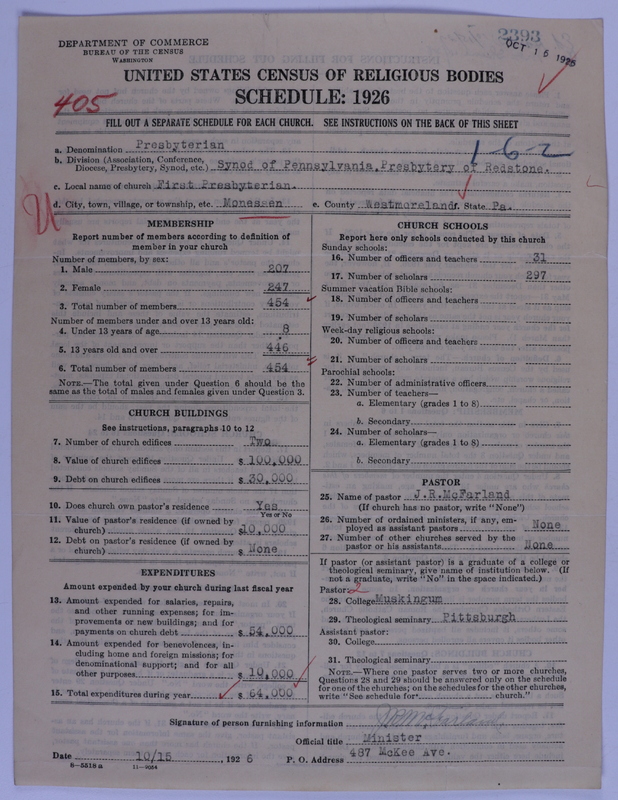 2393
OCT 15 1926
DEPARTMENT OF COMMERCE
BUREAU OF THE CENSUS
WASHINGTON
UNITED STATES CENSUS OF RELIGIOUS BODIES
SCHEDULE: 1926
405
FILL OUT A SEPARATE SCHEDULE FOR EACH CHURCH. SEE INSTRUCTIONS ON THE BACK OF THIS SHEET
a. Denomination Presbyterian
1-6-2
b. Division (Association, Conference, Diocese, Presbytery, Synod, etc.) Synod of Pennsylvania.Presbytery of Redstone.
c. Local name of church First Presbyterian.
d. City, town, village, or township, etc. Monessen e. County Westmoreland f. State Pa.
MEMBERSHIP
Report number of members according to definition of
member in your church
Number of members, by sex:
1. Male 207
2. Female 247
3. Total number of members 454
Number of members under and over 13 years old:
4. Under 13 years of age 8
5. 13 years old and over 446
6. Total number of members 454
NOTE.—The total given under Question 6 should be the
same as the total of males and females given under Question 3.
CHURCH BUILDINGS
See instructions, paragraphs 10 to 12
7. Number of church edifices Two
8. Value of church edifices $ 100,000
9. Debt on church edifices $ 30,000
10. Does church own pastor's residence Yes
Yes or No
11. Value of pastor's residence (if owned by
church) $ 10,000
12. Debt on pastor's residence (if owned by
church) $ None
EXPENDITURES
Amount expended by your church during last fiscal year
13. Amount expended for salaries, repairs,
and other running expenses; for im-
provements or new buildings; and for
payments on church debt $ 54,000
14. Amount expended for benevolences, in-
cluding home and foreign missions; for
denominational support; and for all
other purposes $ 10,000
15. Total expenditures during year $ 64,000
CHURCH SCHOOLS
Report here only schools conducted by this church
Sunday schools:
16. Number of officers and teachers 31
17. Number of scholars 297
Summer vacation Bible schools:
18. Number of officers and teachers
19. Number of scholars
Week-day religious schools:
20. Number of officers and teachers
21. Number of scholars
Parochial schools:
22. Number of administrative officers
23. Number of teachers—
a. Elementary (grades 1 to 8)
b. Secondary
24. Number of scholars—
a. Elementary (grades 1 to 8)
b. Secondary
PASTOR
25. Name of pastor J.R.McFarland
(If church has no pastor, write "None")
26. Number of ordained ministers, if any, em-
ployed as assistant pastors None
27. Number of other churches served by the
pastor or his assistants None
If pastor (or assistant pastor) is a graduate of a college or
theological seminary, give name of institution below. (If
not a graduate, write "No" in the space indicated.)
Pastor: 2
28. College Muskingum
29. Theological seminary Pittsburgh
Assistant pastor:
30. College
31. Theological seminary
NOTE.—Where one pastor serves two or more churches,
Questions 28 and 29 should be answered only on the schedule
for one of the churches; on the schedules for the other churches,
write "See schedule for church."
Signature of person furnishing information J R McFarland
Official title Minister
Date 10/15, 1926 P. O. Address 487 McKee Ave.
8—5518a 11—9054